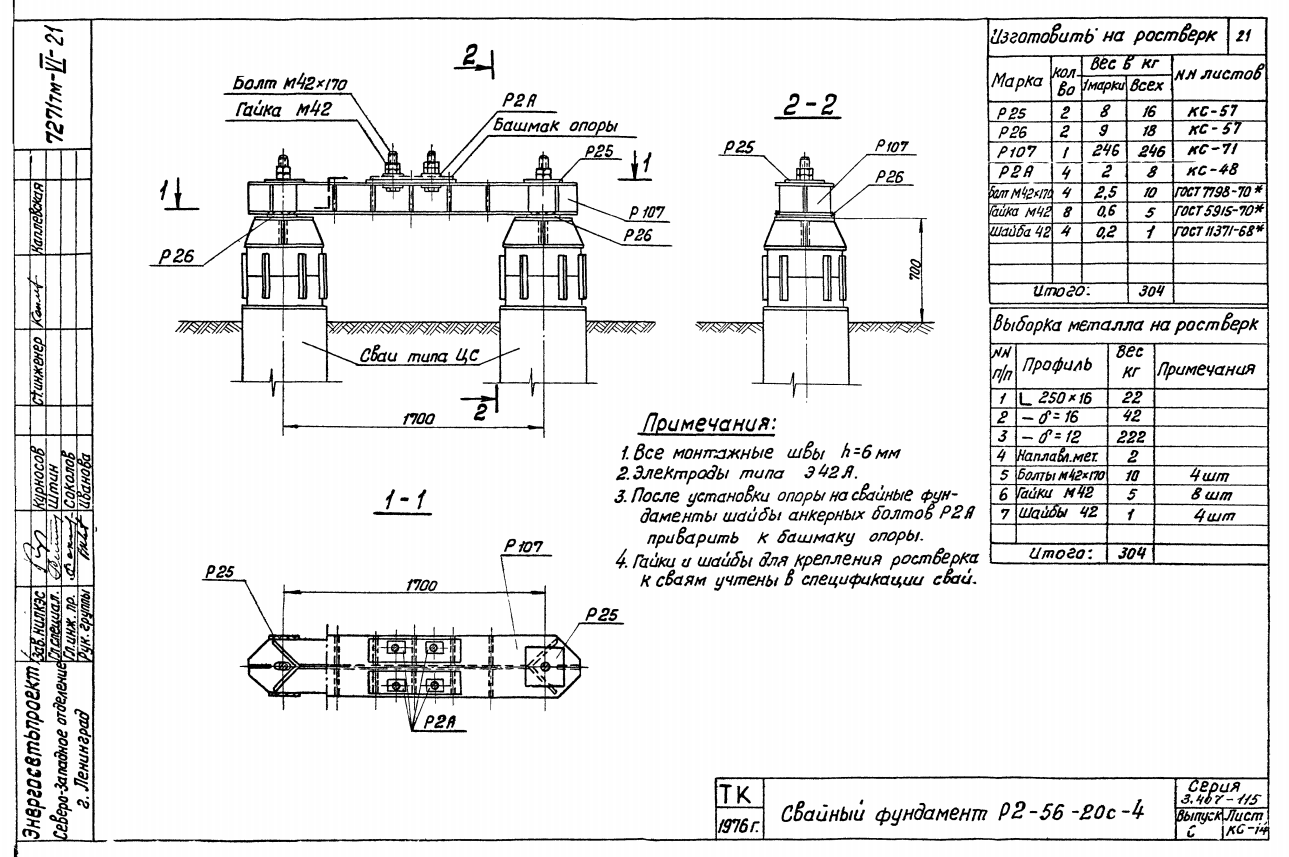 7271тм-VI-21
Каплевская
Ст.инженер
Карносов
Штин
Соколов
Иванова
Зав.НИЛКЭС
Гл.специал.
Гл.инж. пр.
Рук. группы
Энергосетьпроект
Северо-Западное отделение
г. Ленинград
2
Болт м42×170
Гайка м42
Р2А
Башмак опоры
Р25
1
1
Р107
Р26
Р26
Сваи типа ЦС
2
1700
2-2
Р25
Р107
Р26
700
1-1
Р107
Р25
1700
Р25
Р2А
Примечания:
1. Все монтажные швы h=6мм
2. Электроды типа Э42А.
3. После установки опоры на свайные фун-
даменты шайбы анкерных болтов Р2А
приварить к башмаку опоры.
4. Гайки и шайбы для крепления ростверка
к сваям учтены в спецификации свай.
Изготовить на ростверк 21
Марка Кол-во Вес в кг NN листов
1марки Всех
Р25 2 8 16 КС-57
Р26 2 9 18 КС-57
Р107 1 246 246 КС-71
Р2А 4 2 8 КС-48
Болт М42×170 4 2,5 10 ГОСТ 7798-70*
Гайка М42 8 0,6 5 ГОСТ 5915-70*
Шайба 42 4 0,2 1 ГОСТ 11371-68*
Итого: 304
Выборка металла на ростверк
NN п/п Профиль Вес кг Примечания
1 L 250×16 22
2 – δ=16 42
3 – δ=12 222
4 Наплавл.мет. 2
5 Болты м42×170 10 4шт
6 Гайки М42 5 8шт
7 Шайбы 42 1 4шт
Итого: 304
ТК
1976г.
Свайный фундамент Р2-56-20с-4
Серия
3.407-115
Выпуск Лист
КС-14